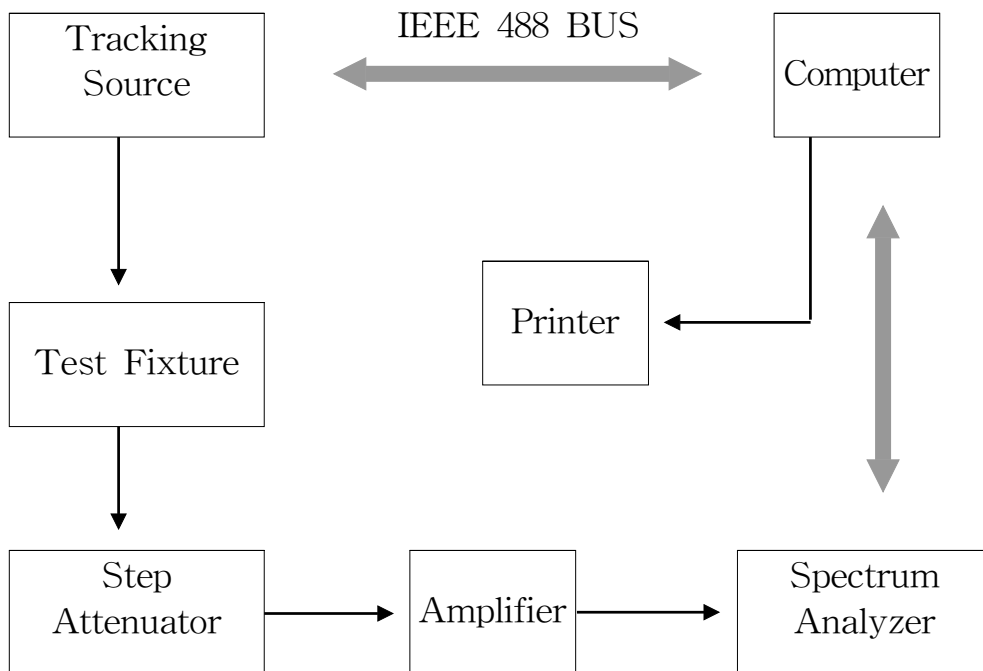 Tracking
Source
IEEE 488 BUS
Computer
Printer
Test Fixture
Step
Attenuator
Amplifier
Spectrum
Analyzer